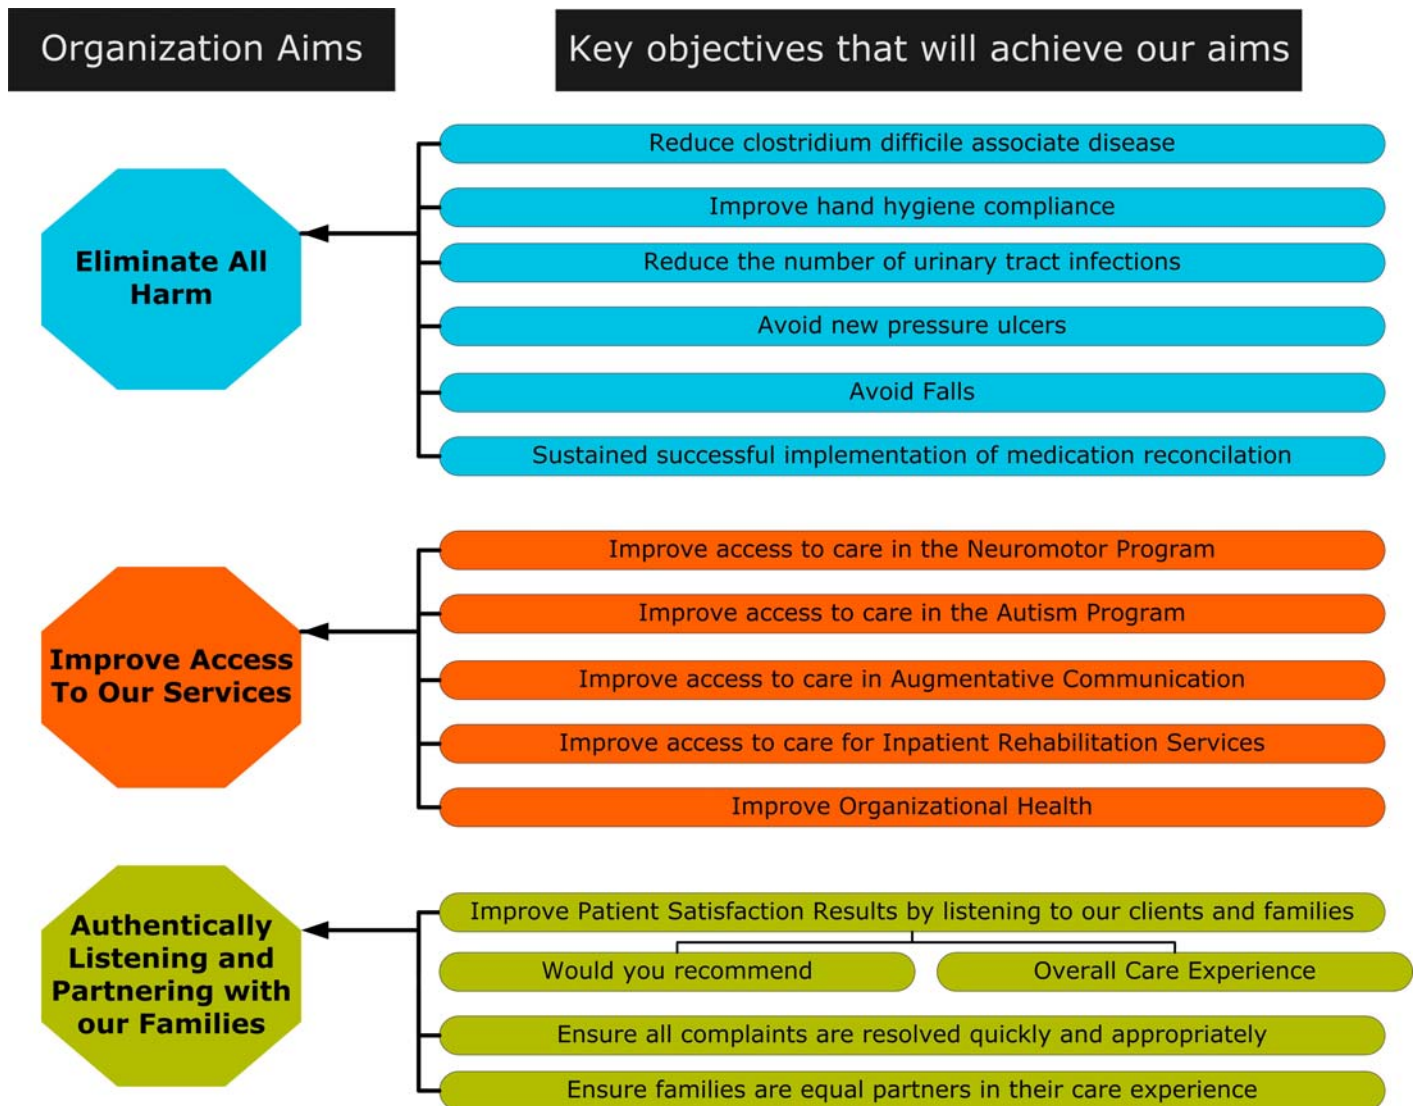 Organization Aims
Key objectives that will achieve our aims
Eliminate All
Harm
Reduce clostridium difficile associate disease
Improve hand hygiene compliance
Reduce the number of urinary tract infections
Avoid new pressure ulcers
Avoid Falls
Sustained successful implementation of medication reconcilation
Improve Access
To Our Services
Improve access to care in the Neuromotor Program
Improve access to care in the Autism Program
Improve access to care in Augmentative Communication
Improve access to care for Inpatient Rehabilitation Services
Improve Organizational Health
Authentically
Listening and
Partnering with
our Families
Improve Patient Satisfaction Results by listening to our clients and families
Would you recommend
Overall Care Experience
Ensure all complaints are resolved quickly and appropriately
Ensure families are equal partners in their care experience